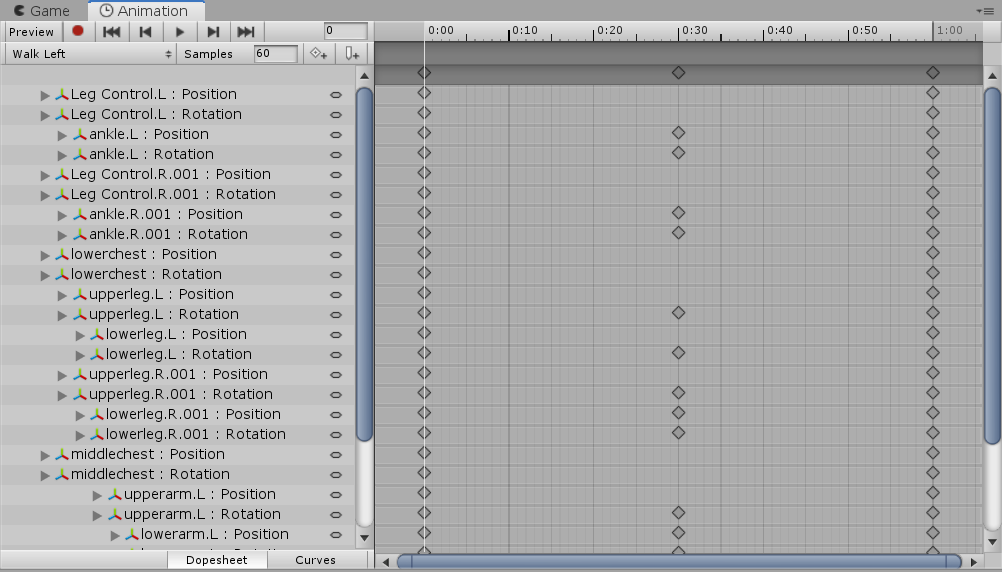 Game Animation
Preview 0 0:00 0:10 0:20 0:30 0:40 0:50 1:00
Walk Left Samples 60
Leg Control.L : Position
Leg Control.L : Rotation
ankle.L : Position
ankle.L : Rotation
Leg Control.R.001 : Position
Leg Control.R.001 : Rotation
ankle.R.001 : Position
ankle.R.001 : Rotation
lowerchest : Position
lowerchest : Rotation
upperleg.L : Position
upperleg.L : Rotation
lowerleg.L : Position
lowerleg.L : Rotation
upperleg.R.001 : Position
upperleg.R.001 : Rotation
lowerleg.R.001 : Position
lowerleg.R.001 : Rotation
middlechest : Position
middlechest : Rotation
upperarm.L : Position
upperarm.L : Rotation
lowerarm.L : Position
Dopesheet Curves